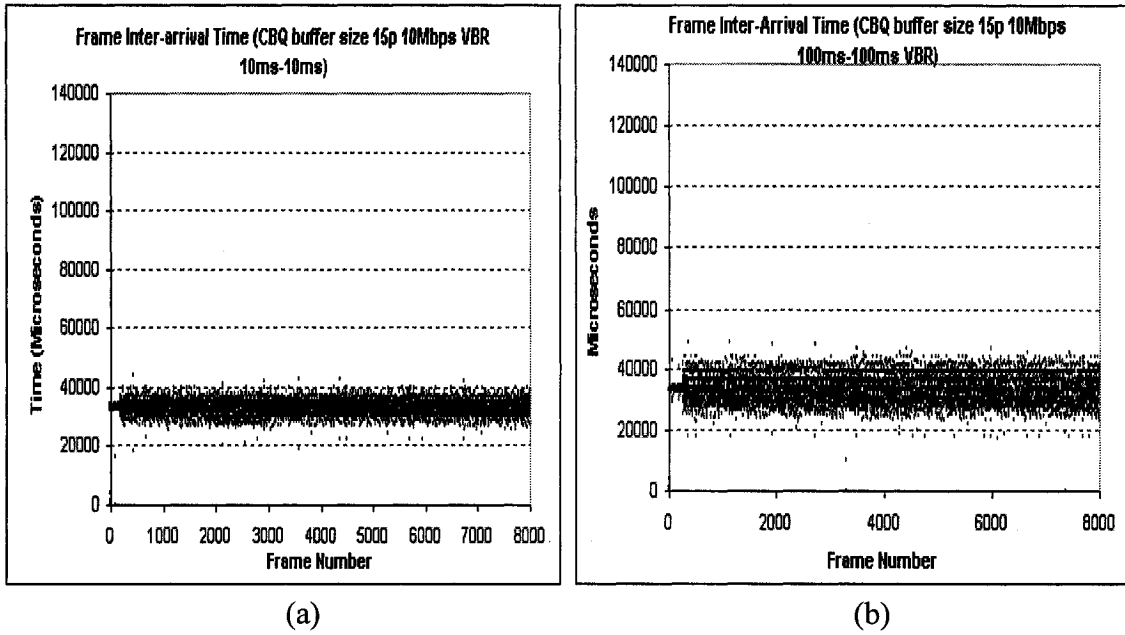 Frame Inter-arrival Time (CBQ buffer size 15p 10Mbps VBR
10ms-10ms)
Time (Microseconds)
140000
120000
100000
80000
60000
40000
20000
0
0 1000 2000 3000 4000 5000 6000 7000 8000
Frame Number
(a)
Frame Inter-Arrival Time (CBQ buffer size 15p 10Mbps
100ms-100ms VBR)
Microseconds
140000
120000
100000
80000
60000
40000
20000
0
0 2000 4000 6000 8000
Frame Number
(b)